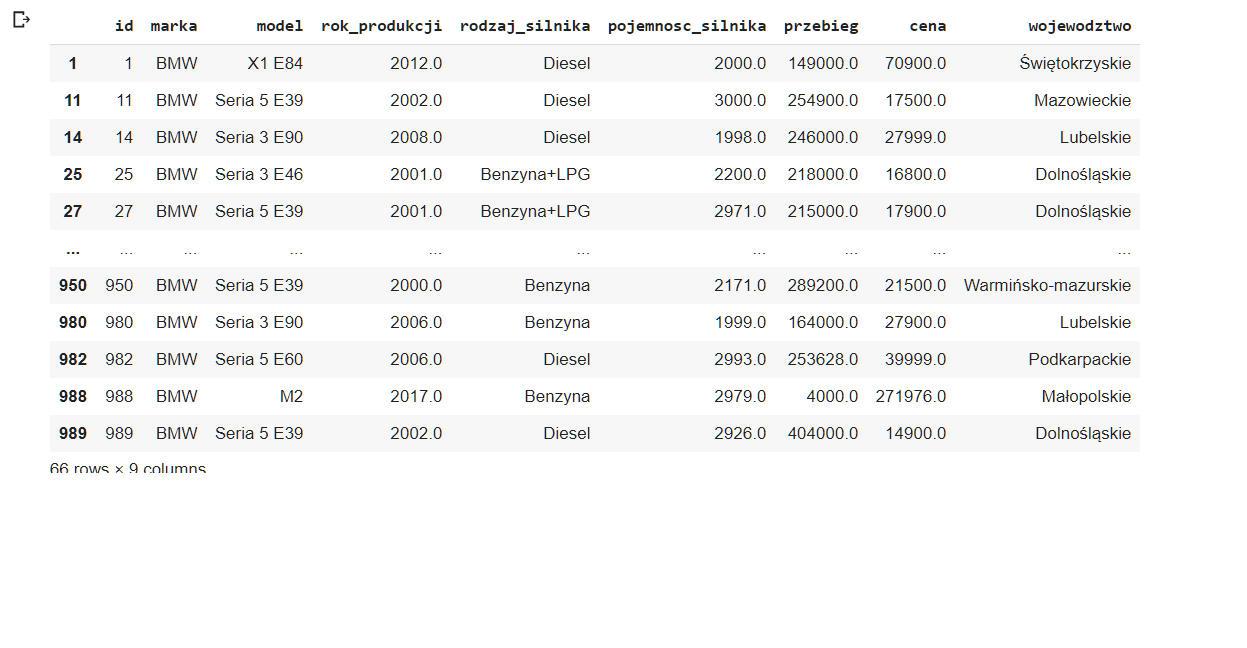 id marka model rok_produkcji rodzaj_silnika pojemnosc_silnika przebieg cena wojewodztwo
1 1 BMW X1 E84 2012.0 Diesel 2000.0 149000.0 70900.0 Świętokrzyskie
11 11 BMW Seria 5 E39 2002.0 Diesel 3000.0 254900.0 17500.0 Mazowieckie
14 14 BMW Seria 3 E90 2008.0 Diesel 1998.0 246000.0 27999.0 Lubelskie
25 25 BMW Seria 3 E46 2001.0 Benzyna+LPG 2200.0 218000.0 16800.0 Dolnośląskie
27 27 BMW Seria 5 E39 2001.0 Benzyna+LPG 2971.0 215000.0 17900.0 Dolnośląskie
... ... ... ... ... ... ... ... ... ...
950 950 BMW Seria 5 E39 2000.0 Benzyna 2171.0 289200.0 21500.0 Warmińsko-mazurskie
980 980 BMW Seria 3 E90 2006.0 Benzyna 1999.0 164000.0 27900.0 Lubelskie
982 982 BMW Seria 5 E60 2006.0 Diesel 2993.0 253628.0 39999.0 Podkarpackie
988 988 BMW M2 2017.0 Benzyna 2979.0 4000.0 271976.0 Małopolskie
989 989 BMW Seria 5 E39 2002.0 Diesel 2926.0 404000.0 14900.0 Dolnośląskie
66 rows × 9 columns